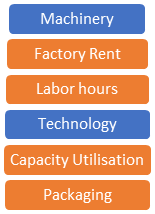 Machinery
Factory Rent
Labor hours
Technology
Capacity Utilisation
Packaging